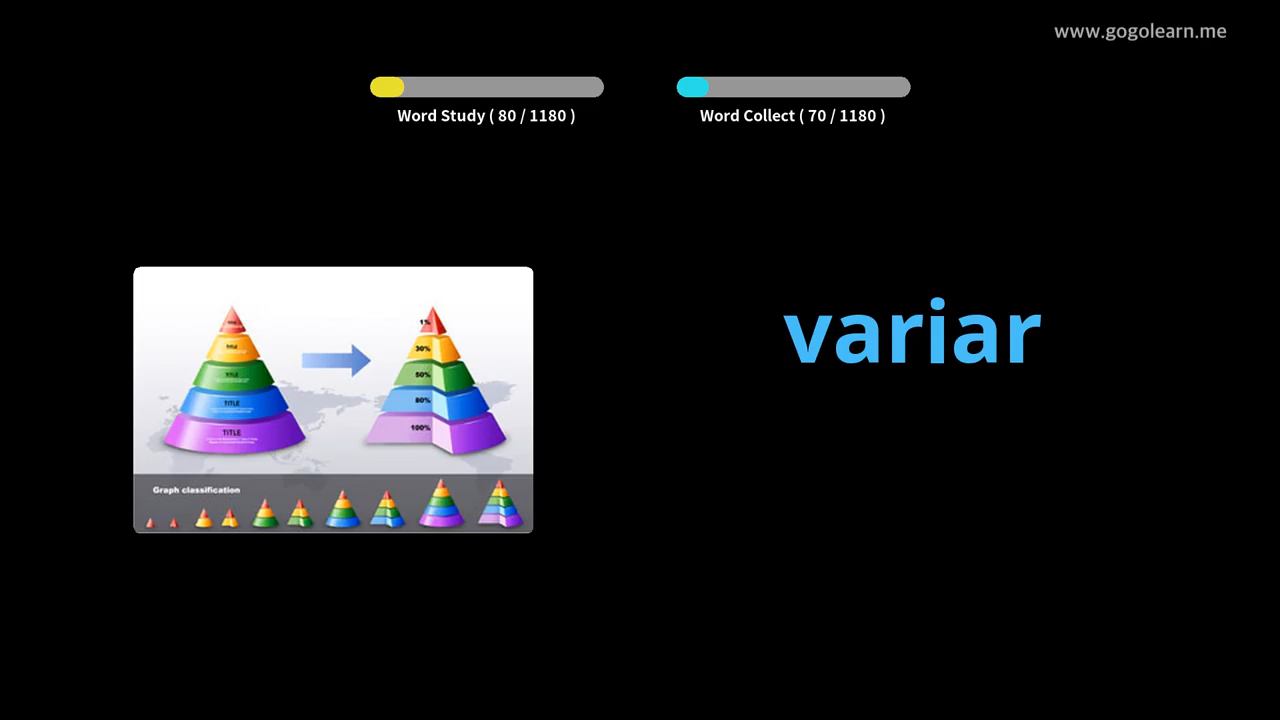 www.gogolearn.me
Word Study ( 80 / 1180 )
Word Collect ( 70 / 1180 )
variar
1%
TITLE
30%
TITLE
50%
TITLE
80%
TITLE
100%
Graph classification